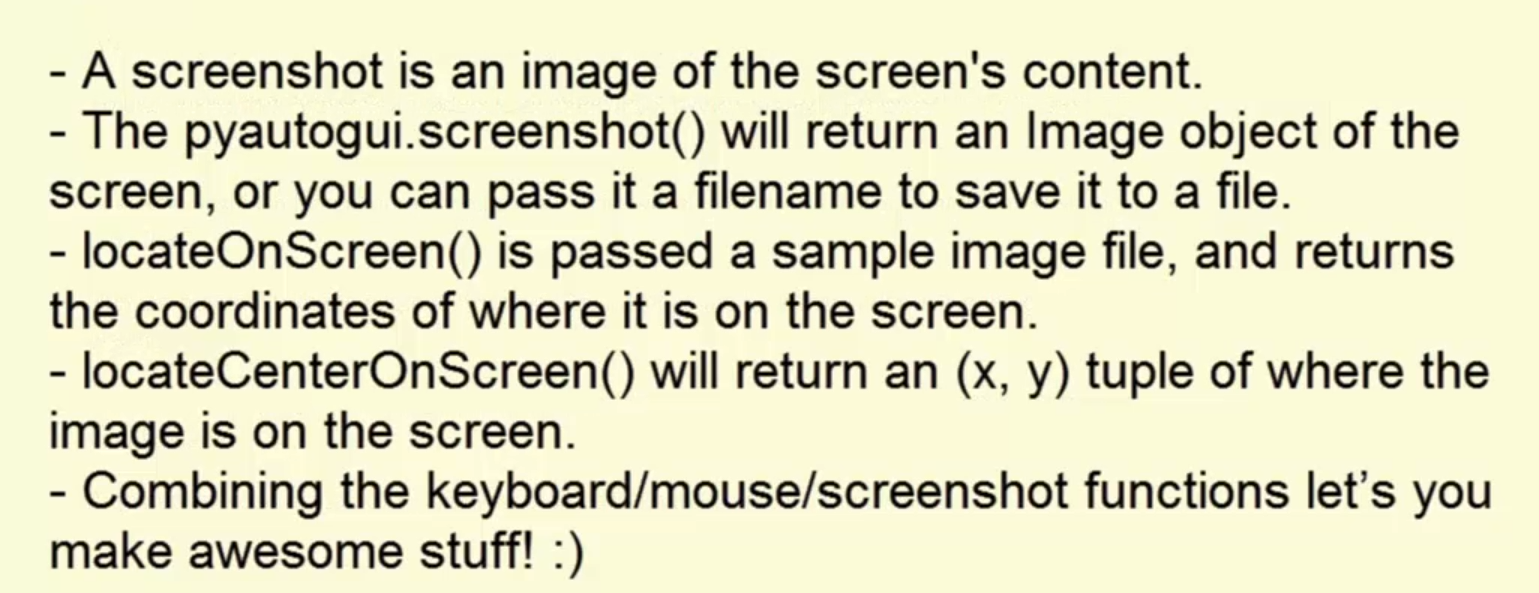 - A screenshot is an image of the screen's content.
- The pyautogui.screenshot() will return an Image object of the
screen, or you can pass it a filename to save it to a file.
- locateOnScreen() is passed a sample image file, and returns
the coordinates of where it is on the screen.
- locateCenterOnScreen() will return an (x, y) tuple of where the
image is on the screen.
- Combining the keyboard/mouse/screenshot functions let’s you
make awesome stuff! :)